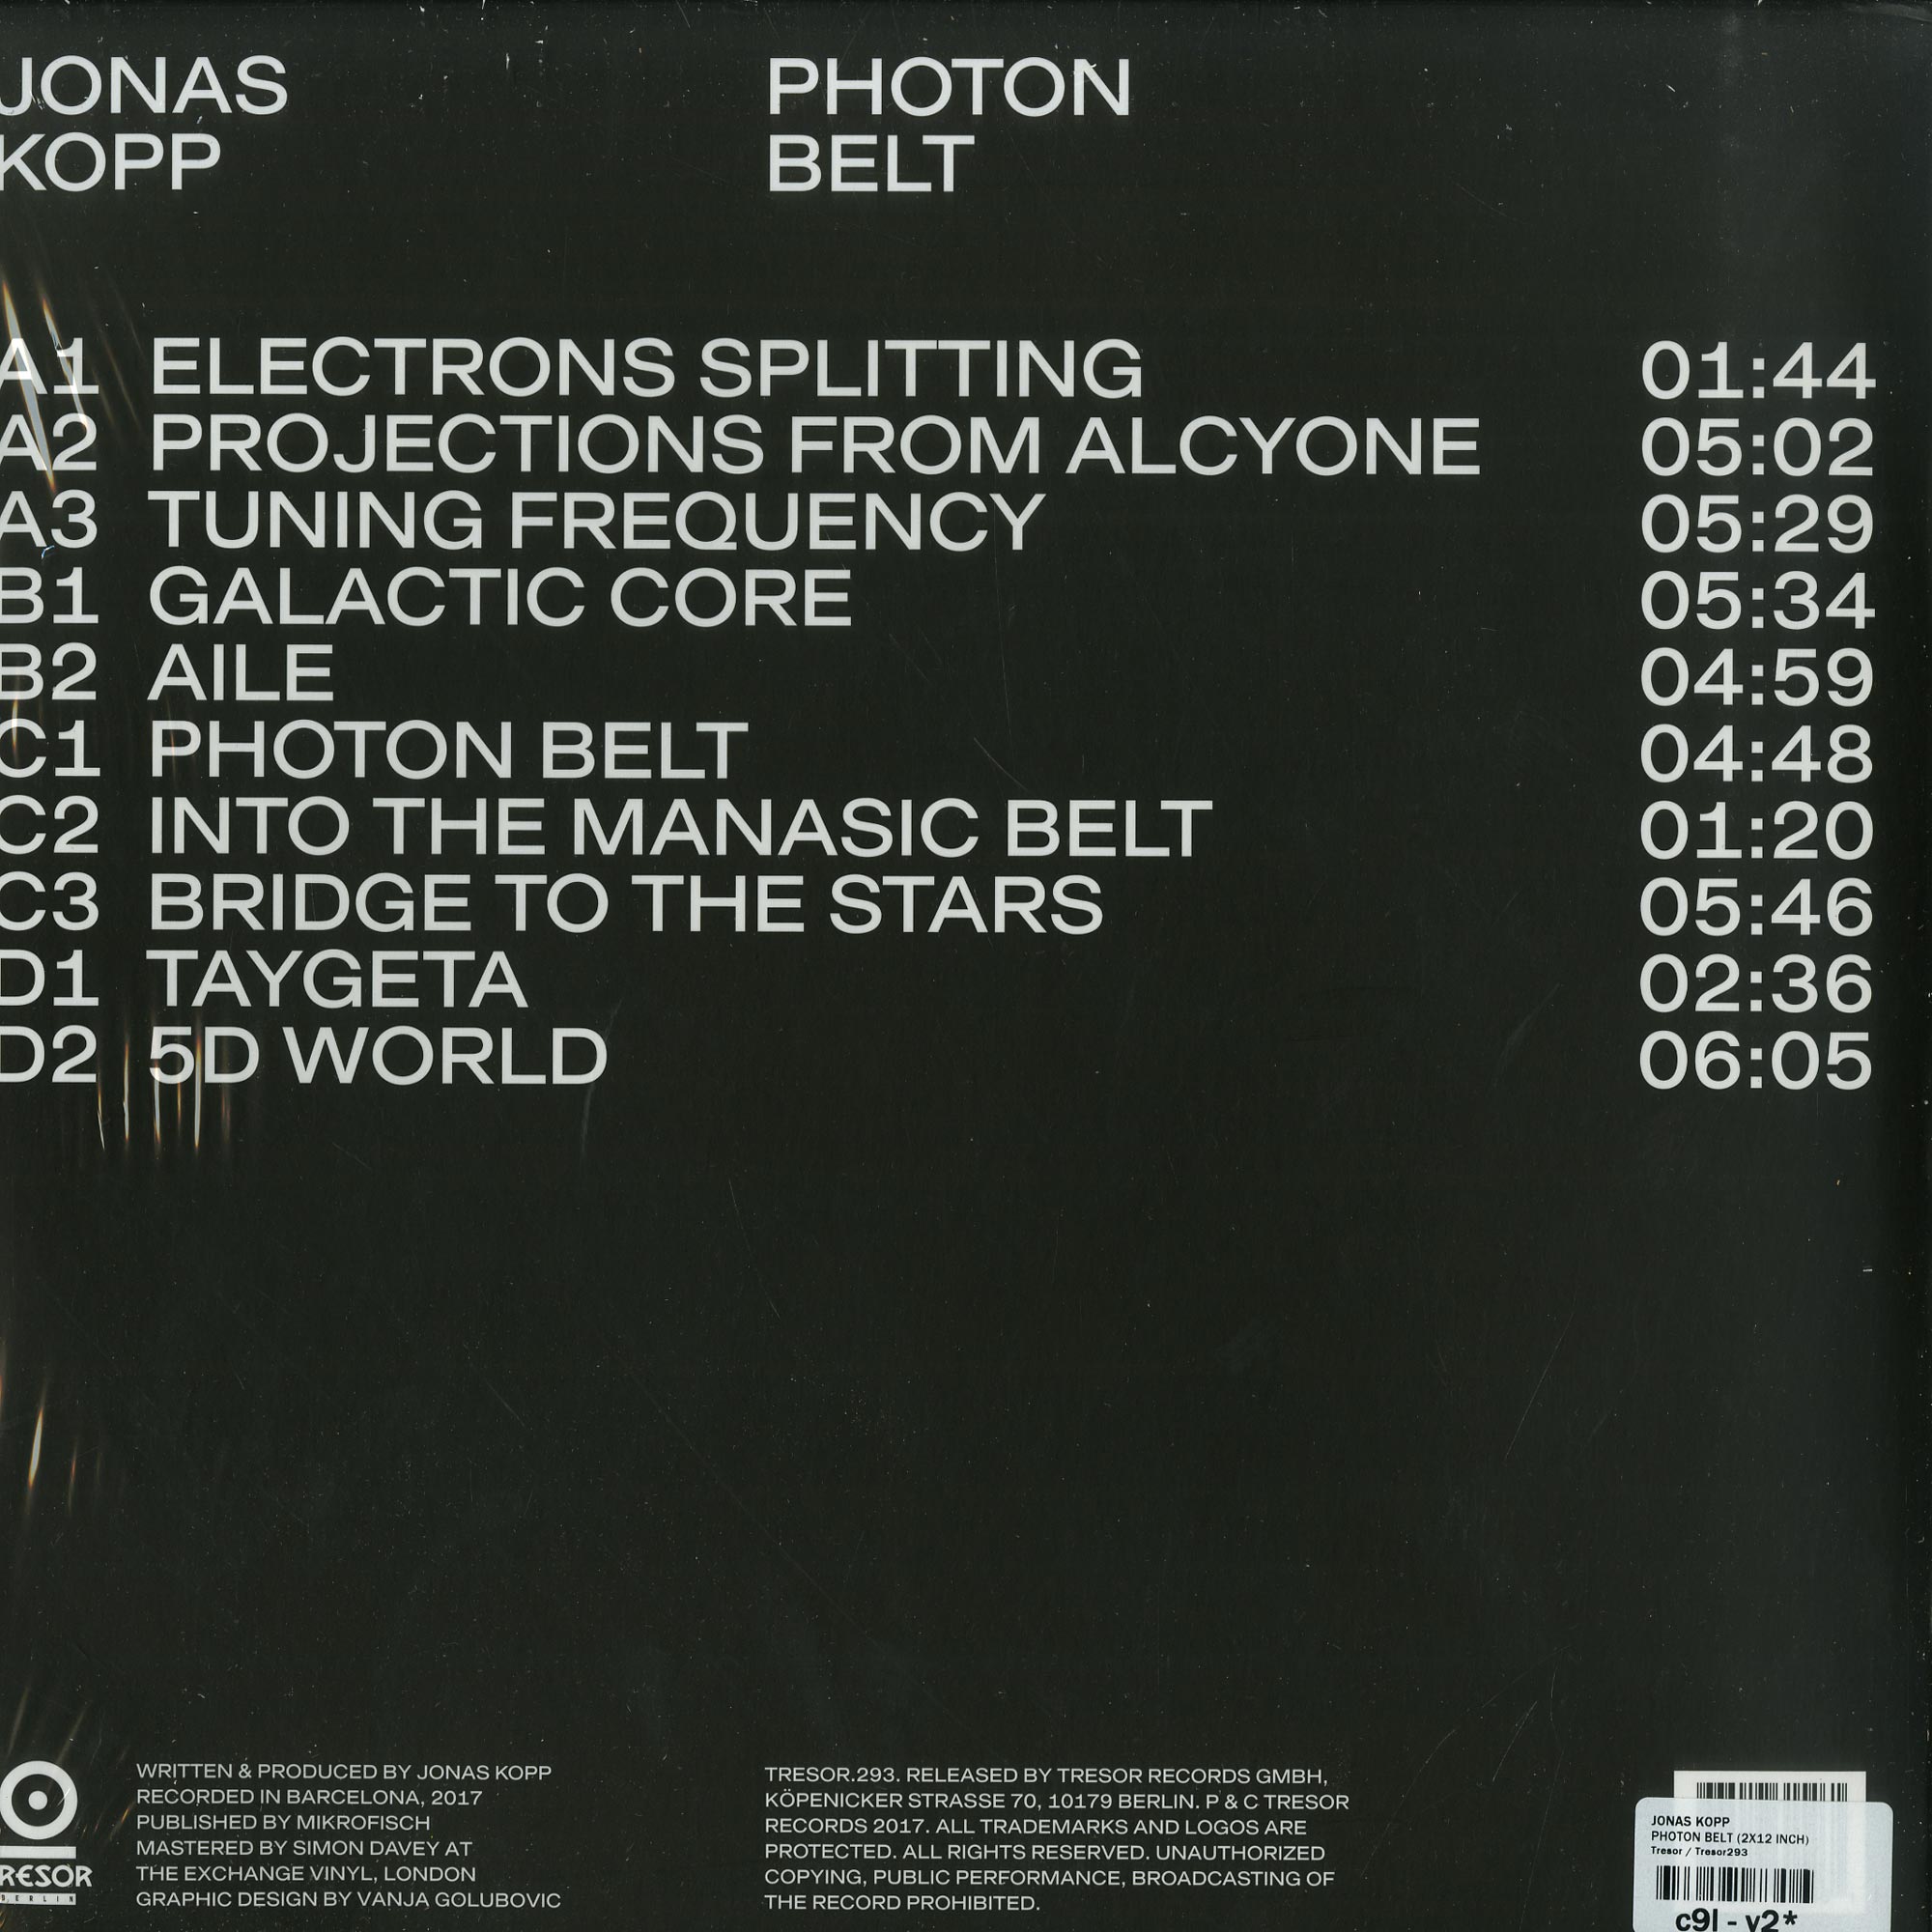 JONAS
KOPP
PHOTON
BELT
A1 ELECTRONS SPLITTING 01:44
A2 PROJECTIONS FROM ALCYONE 05:02
A3 TUNING FREQUENCY 05:29
B1 GALACTIC CORE 05:34
B2 AILE 04:59
C1 PHOTON BELT 04:48
C2 INTO THE MANASIC BELT 01:20
C3 BRIDGE TO THE STARS 05:46
D1 TAYGETA 02:36
D2 5D WORLD 06:05
RESOR
BERLIN
WRITTEN & PRODUCED BY JONAS KOPP
RECORDED IN BARCELONA, 2017
PUBLISHED BY MIKROFISCH
MASTERED BY SIMON DAVEY AT
THE EXCHANGE VINYL, LONDON
GRAPHIC DESIGN BY VANJA GOLUBOVIC
TRESOR.293. RELEASED BY TRESOR RECORDS GMBH,
KÖPENICKER STRASSE 70, 10179 BERLIN. P & C TRESOR
RECORDS 2017. ALL TRADEMARKS AND LOGOS ARE
PROTECTED. ALL RIGHTS RESERVED. UNAUTHORIZED
COPYING, PUBLIC PERFORMANCE, BROADCASTING OF
THE RECORD PROHIBITED.
JONAS KOPP
PHOTON BELT (2X12 INCH)
Tresor / Tresor293
c9l - v2*